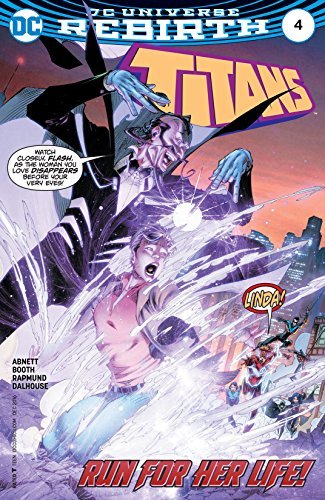 DC UNIVERSE
REBIRTH
DC
4
TITANS
WATCH
CLOSELY, FLASH,
AS THE WOMAN YOU
LOVE DISAPPEARS
BEFORE YOUR
VERY EYES!
LINDA!
ABNETT
BOOTH
RAPMUND
DALHOUSE
RUN FOR HER LIFE!